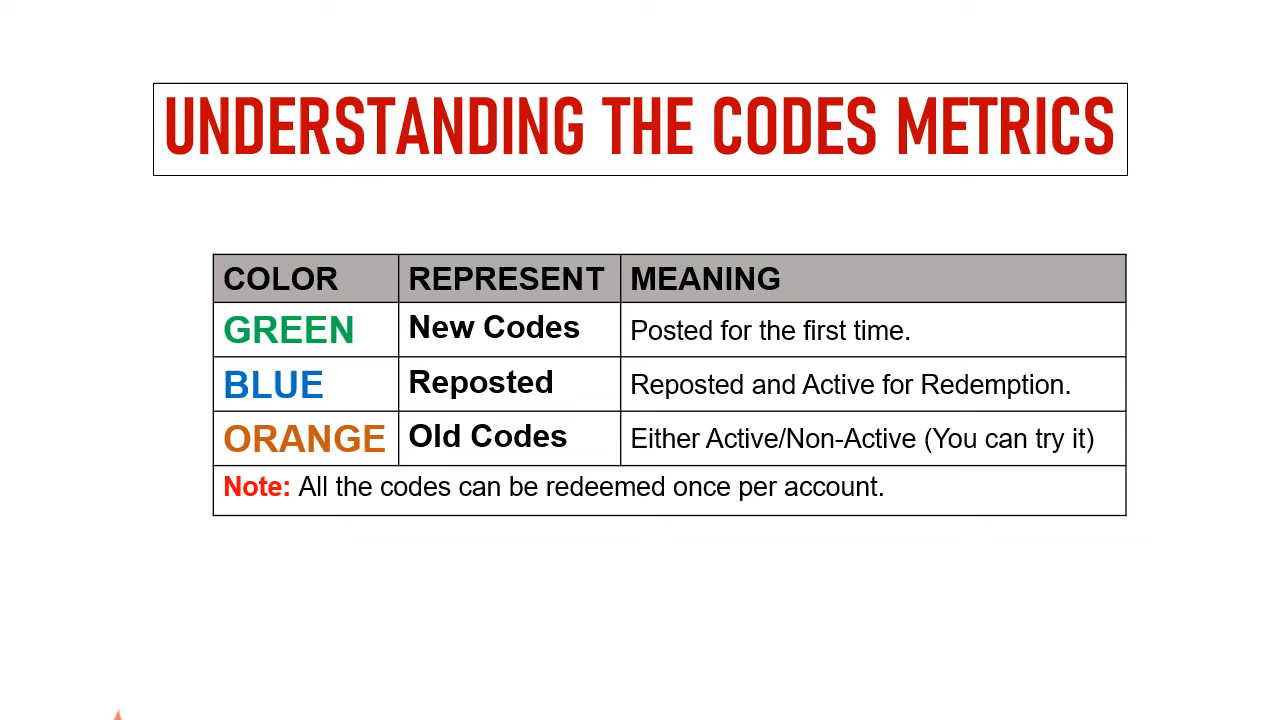 UNDERSTANDING THE CODES METRICS
COLOR REPRESENT MEANING
GREEN New Codes Posted for the first time.
BLUE Reposted Reposted and Active for Redemption.
ORANGE Old Codes Either Active/Non-Active (You can try it)
Note: All the codes can be redeemed once per account.